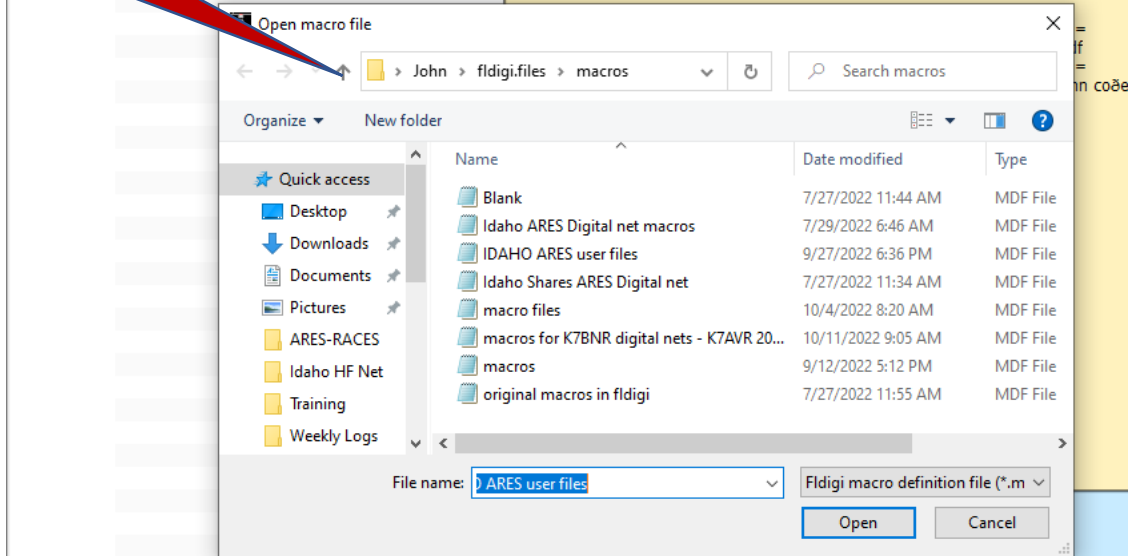 Open macro file
=
df
=
John > fldigi.files > macros
Search macros
nn coðe
Organize
New folder
?
Name
Date modified
Type
Quick access
Desktop
Downloads
Documents
Pictures
ARES-RACES
Idaho HF Net
Training
Weekly Logs
Blank 7/27/2022 11:44 AM MDF File
Idaho ARES Digital net macros 7/29/2022 6:46 AM MDF File
IDAHO ARES user files 9/27/2022 6:36 PM MDF File
Idaho Shares ARES Digital net 7/27/2022 11:34 AM MDF File
macro files 10/4/2022 8:20 AM MDF File
macros for K7BNR digital nets - K7AVR 20... 10/11/2022 9:05 AM MDF File
macros 9/12/2022 5:12 PM MDF File
original macros in fldigi 7/27/2022 11:55 AM MDF File
File name: O ARES user files
Fldigi macro definition file (*.m
Open
Cancel